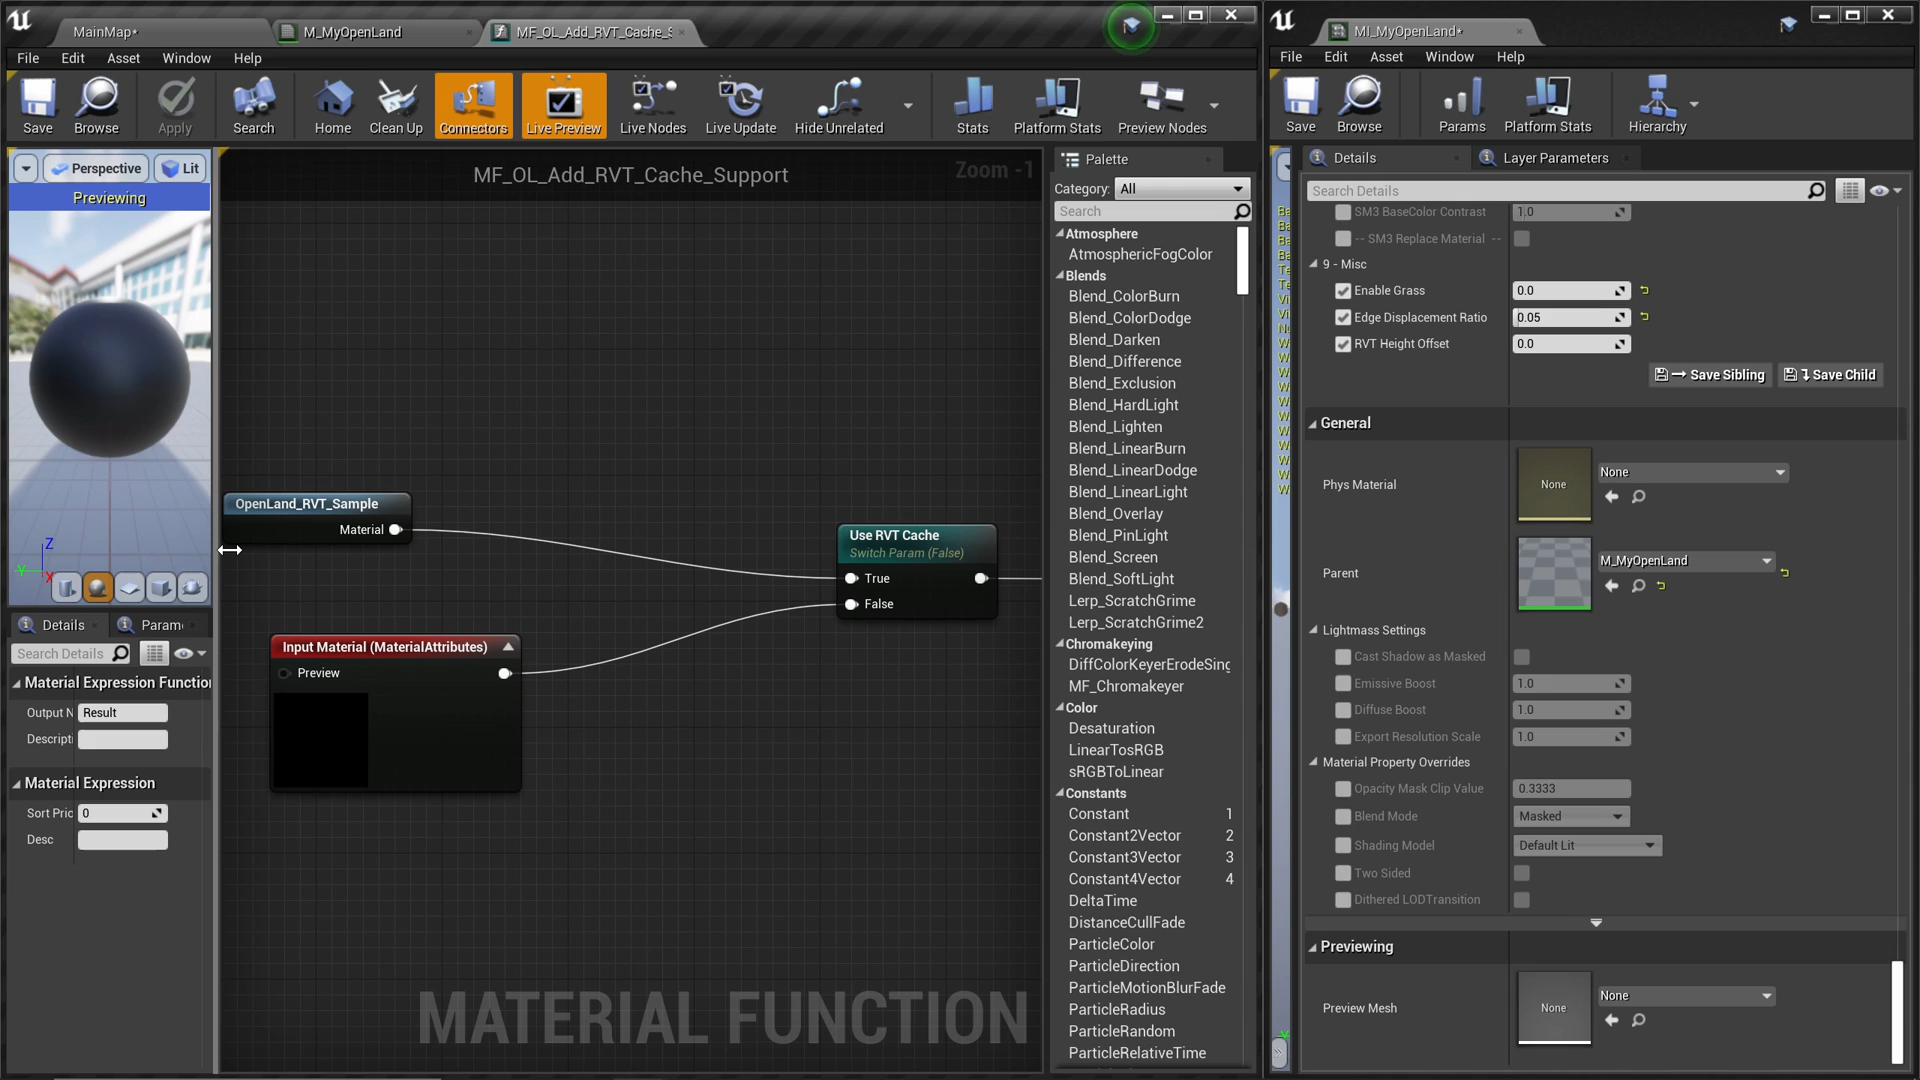 MainMap*
M_MyOpenLand
MF_OL_Add_RVT_Cache_S
File Edit Asset Window Help
Save Browse Apply Search Home Clean Up Connectors Live Preview Live Nodes Live Update Hide Unrelated Stats Platform Stats Preview Nodes
Perspective Lit
Previewing
Z
Y
X
Details Param
Search Details
Material Expression Functio
Output N Result
Descripti
Material Expression
Sort Pric 0
Desc
MF_OL_Add_RVT_Cache_Support
Zoom -1
OpenLand_RVT_Sample
Material
Use RVT Cache
Switch Param (False)
True
False
Input Material (MaterialAttributes)
Preview
MATERIAL FUNCTION
Palette
Category: All
Search
Atmosphere
AtmosphericFogColor
Blends
Blend_ColorBurn
Blend_ColorDodge
Blend_Darken
Blend_Difference
Blend_Exclusion
Blend_HardLight
Blend_Lighten
Blend_LinearBurn
Blend_LinearDodge
Blend_LinearLight
Blend_Overlay
Blend_PinLight
Blend_Screen
Blend_SoftLight
Lerp_ScratchGrime
Lerp_ScratchGrime2
Chromakeying
DiffColorKeyerErodeSing
MF_Chromakeyer
Color
Desaturation
LinearTosRGB
sRGBToLinear
Constants
Constant 1
Constant2Vector 2
Constant3Vector 3
Constant4Vector 4
DeltaTime
DistanceCullFade
ParticleColor
ParticleDirection
ParticleMotionBlurFade
ParticleRadius
ParticleRandom
ParticleRelativeTime
MI_MyOpenLand*
File Edit Asset Window Help
Save Browse Params Platform Stats Hierarchy
Details Layer Parameters
Search Details
SM3 BaseColor Contrast 1.0
-- SM3 Replace Material --
9 - Misc
Enable Grass 0.0
Edge Displacement Ratio 0.05
RVT Height Offset 0.0
Save Sibling Save Child
General
Phys Material None None
Parent M_MyOpenLand
Lightmass Settings
Cast Shadow as Masked
Emissive Boost 1.0
Diffuse Boost 1.0
Export Resolution Scale 1.0
Material Property Overrides
Opacity Mask Clip Value 0.3333
Blend Mode Masked
Shading Model Default Lit
Two Sided
Dithered LODTransition
Previewing
Preview Mesh None None